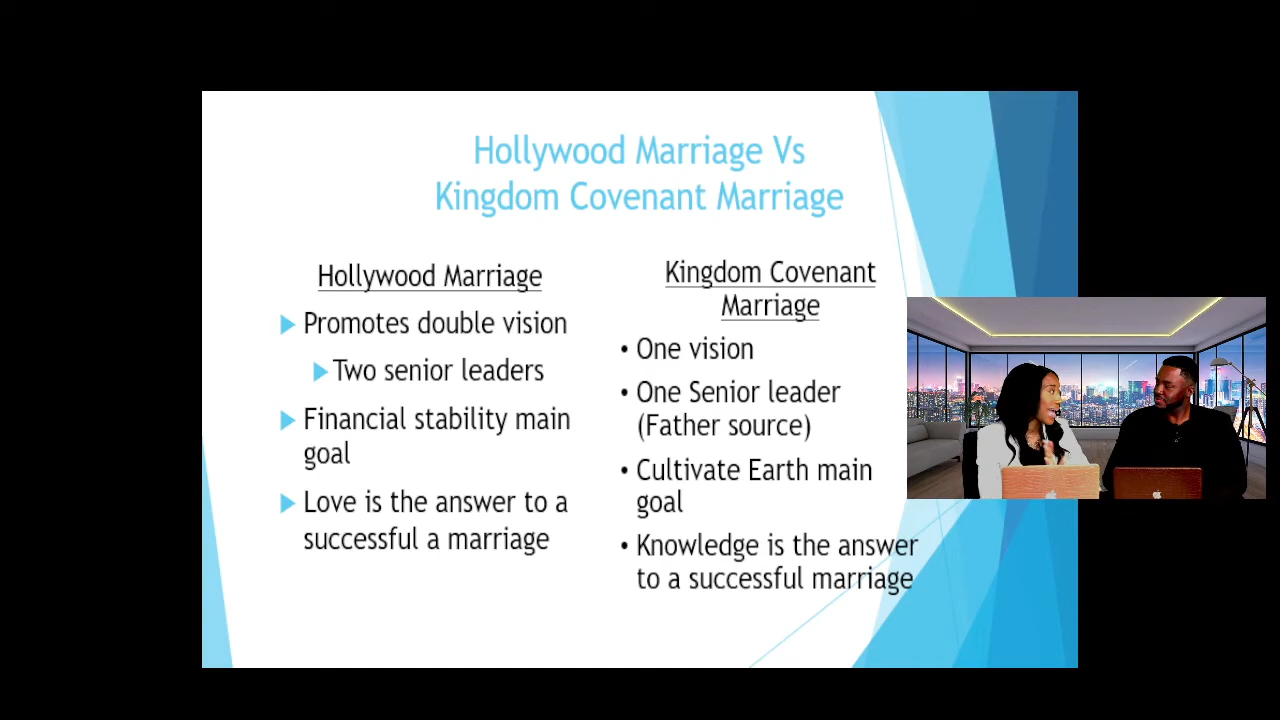 Hollywood Marriage Vs
Kingdom Covenant Marriage
Hollywood Marriage
Promotes double vision
Two senior leaders
Financial stability main
goal
Love is the answer to a
successful a marriage
Kingdom Covenant
Marriage
One vision
One Senior leader
(Father source)
Cultivate Earth main
goal
Knowledge is the answer
to a successful marriage